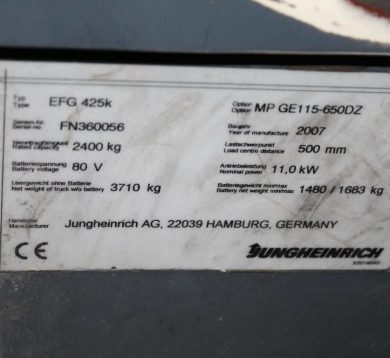 Typ
Type EFG 425k Option
Option MP GE115-650DZ
Serien-Nr.
Serial no FN360056 Baujahr
Year of manufacture 2007
Nenntragfähigkeit
Rated capacity 2400 kg Lastschwerpunkt
Load centre distance 500 mm
Batteriespannung
Battery voltage 80 V Antriebsleistung
Nominal power 11,0 kW
Leergewicht ohne Batterie
Net weight of truck w/o battery 3710 kg Batteriegewicht min/max
Battery net weight min/max 1480 / 1683 kg
Hersteller
Manufacturer Jungheinrich AG, 22039 HAMBURG, GERMANY
CE JUNGHEINRICH